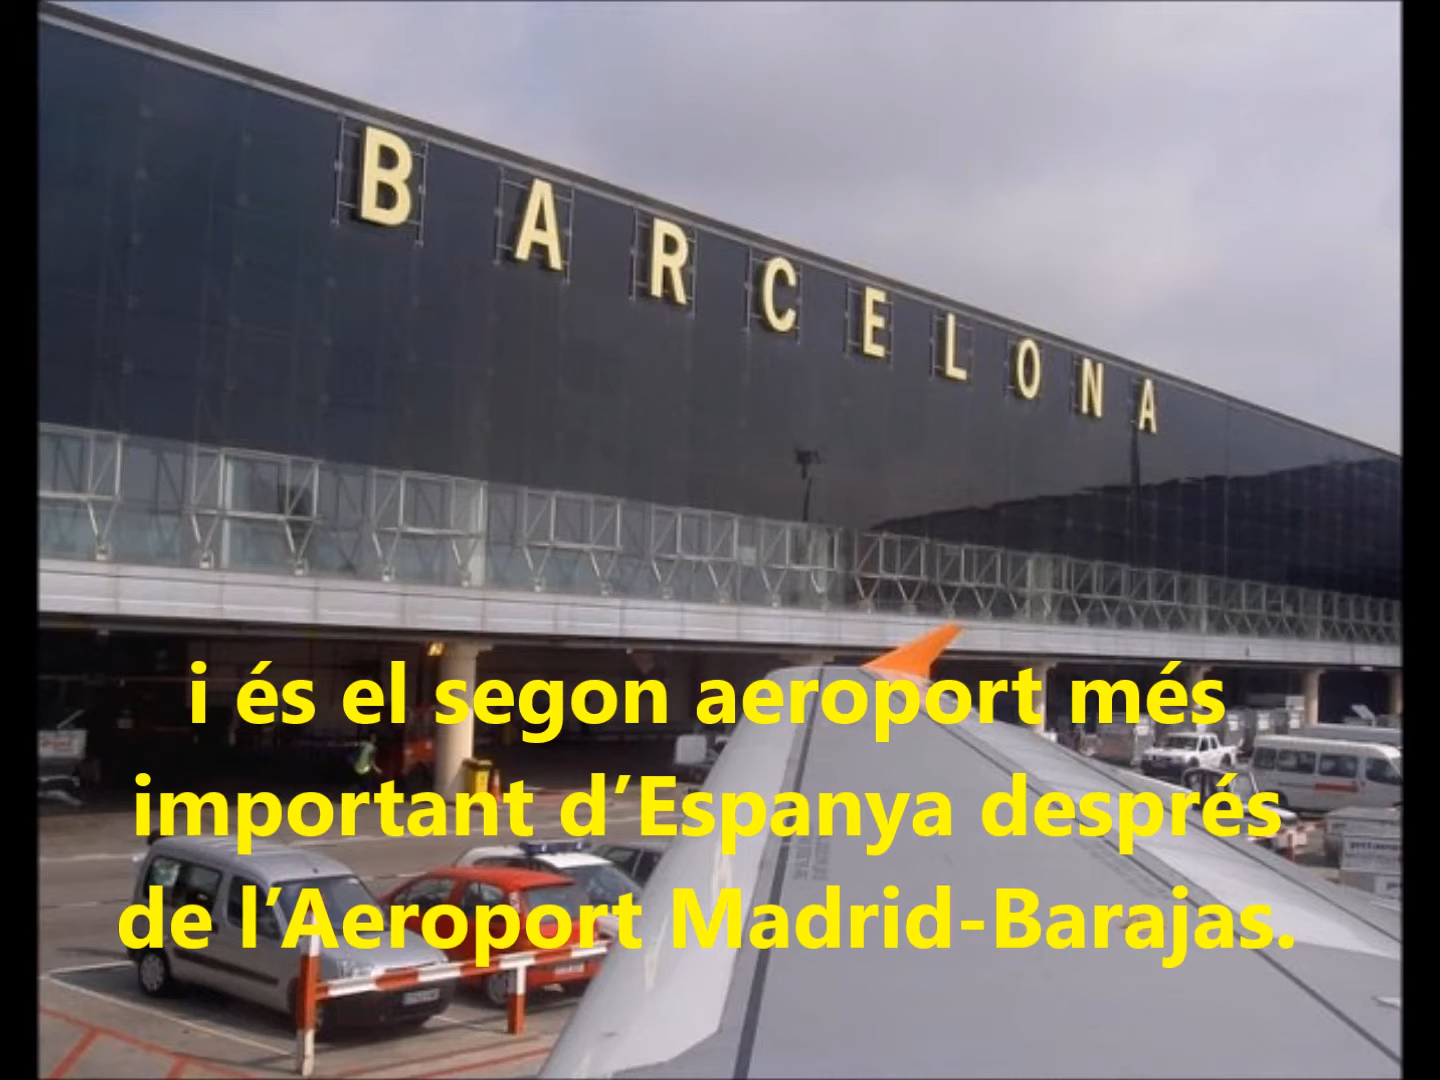 BARCELONA
i és el segon aeroport més
important d’Espanya després
de l’Aeroport Madrid-Barajas.